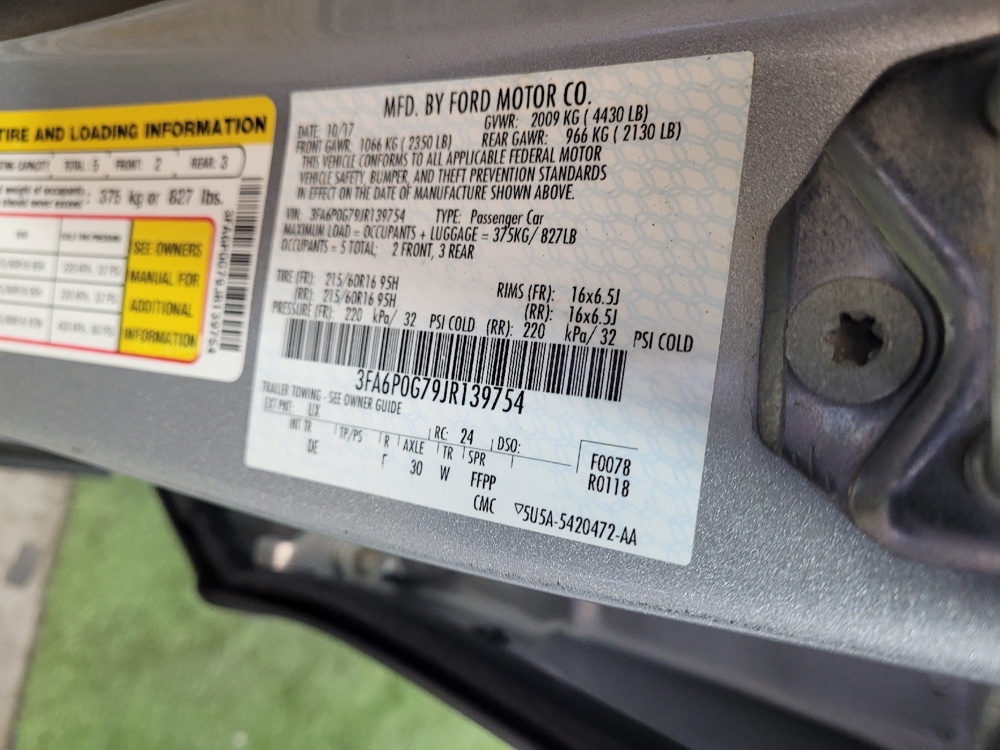 TIRE AND LOADING INFORMATION
CAPACITY TOTAL: 5 FRONT: 2 REAR: 3
weight of occupants
should never exceed: 375 kg or 827 lbs.
SEE OWNERS
MANUAL FOR
ADDITIONAL
INFORMATION
MFD. BY FORD MOTOR CO.
DATE: 10/17 GVWR: 2009 KG ( 4430 LB)
FRONT GAWR: 1066 KG ( 2350 LB) REAR GAWR: 966 KG ( 2130 LB)
THIS VEHICLE CONFORMS TO ALL APPLICABLE FEDERAL MOTOR
VEHICLE SAFETY, BUMPER, AND THEFT PREVENTION STANDARDS
IN EFFECT ON THE DATE OF MANUFACTURE SHOWN ABOVE.
VIN: 3FA6P0G79JR139754 TYPE: Passenger Car
MAXIMUM LOAD = OCCUPANTS + LUGGAGE = 375KG/ 827LB
OCCUPANTS = 5 TOTAL; 2 FRONT, 3 REAR
TIRE (FR): 215/60R16 95H RIMS (FR): 16x6.5J
(RR): 215/60R16 95H (RR): 16x6.5J
PRESSURE (FR): 220 kPa/ 32 PSI COLD (RR): 220 kPa/ 32 PSI COLD
3FA6P0G79JR139754
TRAILER TOWING - SEE OWNER GUIDE
EXT PNT: UX RC: 24 DSO:
INT TR TP/PS R AXLE TR SPR
DE 30 W FFPP
F0078
R0118
CMC ▽5U5A-5420472-AA